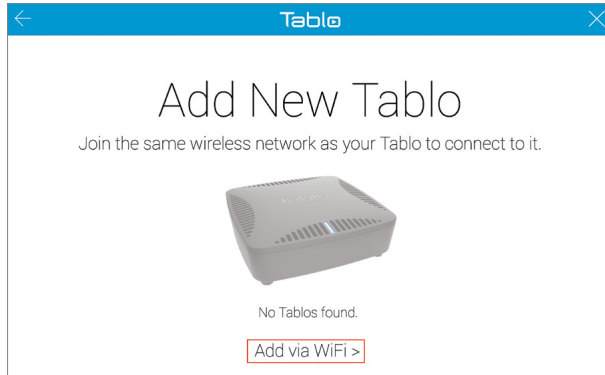 Tablo
Add New Tablo
Join the same wireless network as your Tablo to connect to it.
Tablo
No Tablos found.
Add via WiFi >